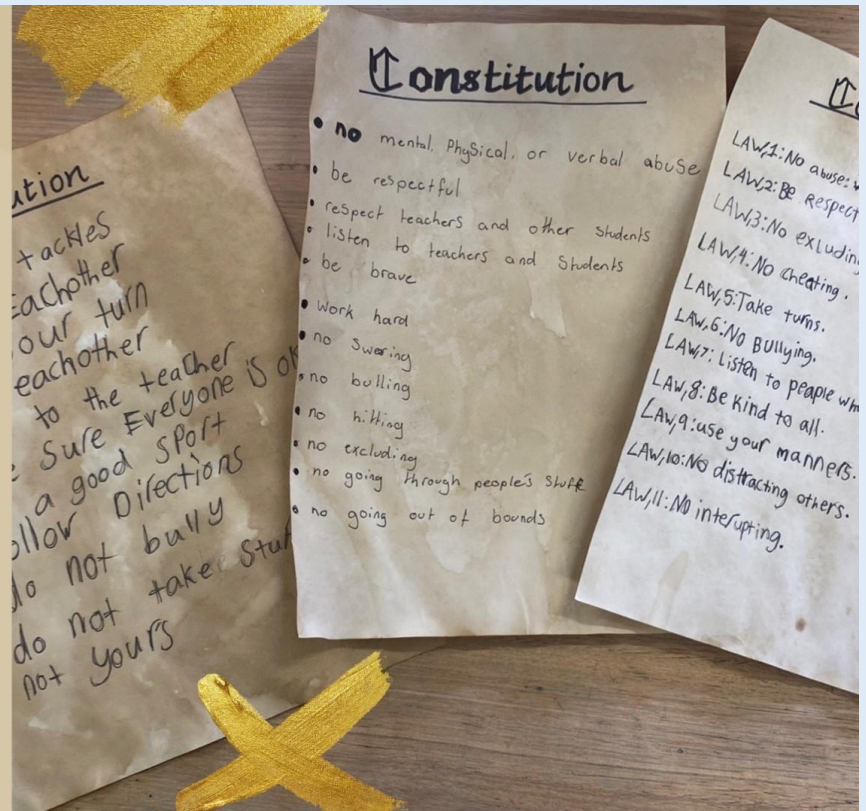 ution
tackles
Eachother
our turn
eachother
to the teacher
Sure Everyone is ok
a good sport
ollow Directions
do not bully
do not take stuf
not yours
Constitution
no mental, Physical, or verbal abuse
be respectful
respect teachers and other students
listen to teachers and students
be brave
work hard
no swering
no bulling
no hitting
no excluding
no going through people's stuff
no going out of bounds
LAW,1:No abuse:
LAW,2:Be Respect
LAW,3:No excluding
LAW,4:No cheating.
LAW,5:Take turns.
LAW,6:No BUllying.
LAW,7: Listen to peaple wh
LAW,8:Be kind to all.
LAW,9:use your manners.
LAW,10:No disttracting others.
LAW,11:No interupting.